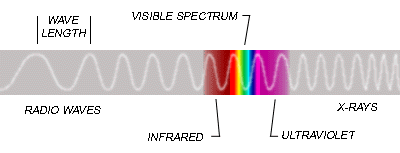 WAVE
LENGTH
VISIBLE SPECTRUM
RADIO WAVES
X-RAYS
INFRARED
ULTRAVIOLET